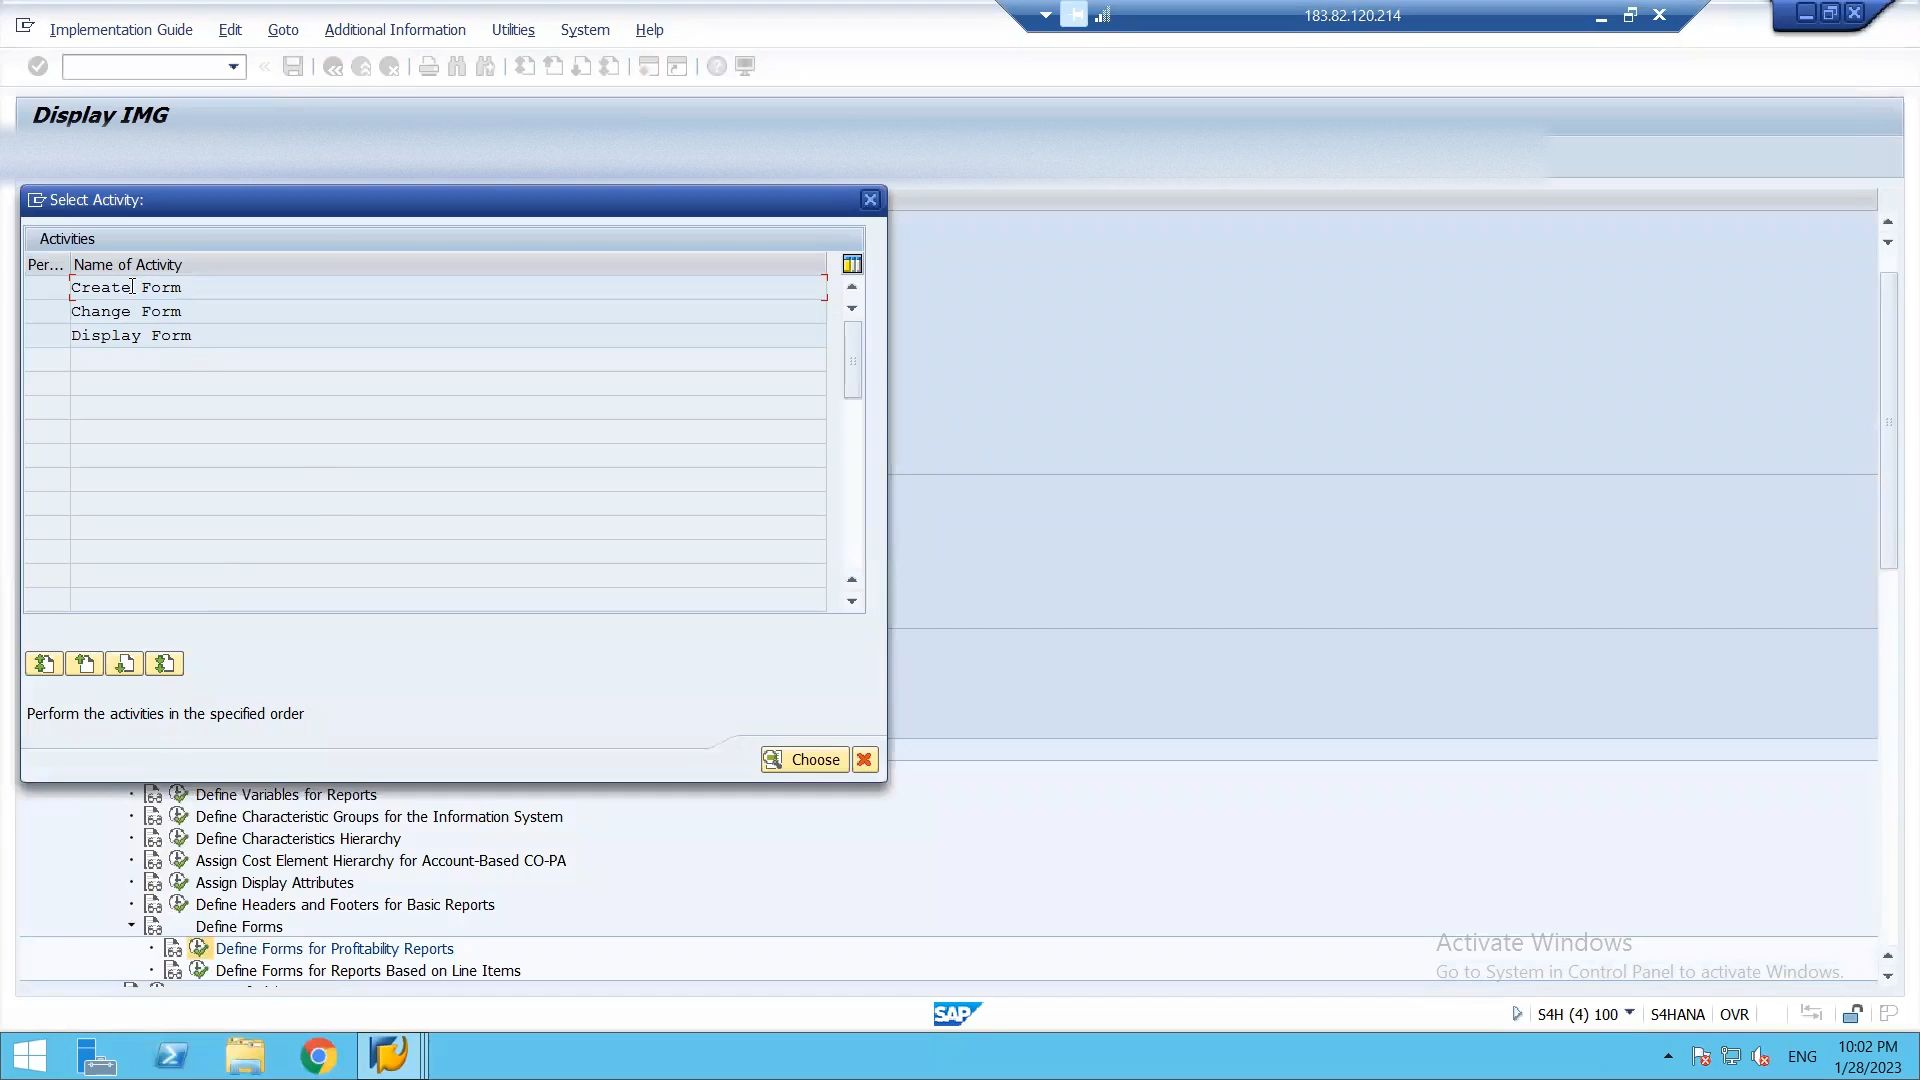 183.82.120.214
Implementation Guide Edit Goto Additional Information Utilities System Help
Display IMG
Select Activity:
Activities
Per... Name of Activity
Create Form
Change Form
Display Form
Perform the activities in the specified order
Choose
Define Variables for Reports
Define Characteristic Groups for the Information System
Define Characteristics Hierarchy
Assign Cost Element Hierarchy for Account-Based CO-PA
Assign Display Attributes
Define Headers and Footers for Basic Reports
Define Forms
Define Forms for Profitability Reports
Define Forms for Reports Based on Line Items
Activate Windows
Go to System in Control Panel to activate Windows.
SAP
S4H (4) 100 S4HANA OVR
ENG
10:02 PM
1/28/2023